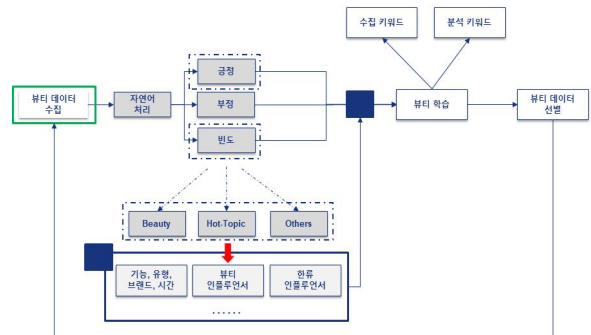 수집 키워드
분석 키워드
긍정
뷰티 데이터
수집
자연어
처리
부정
뷰티 학습
뷰티 데이터
선별
빈도
Beauty
Hot-Topic
Others
기능, 유형,
브랜드, 시간
뷰티
인플루언서
한류
인플루언서
......